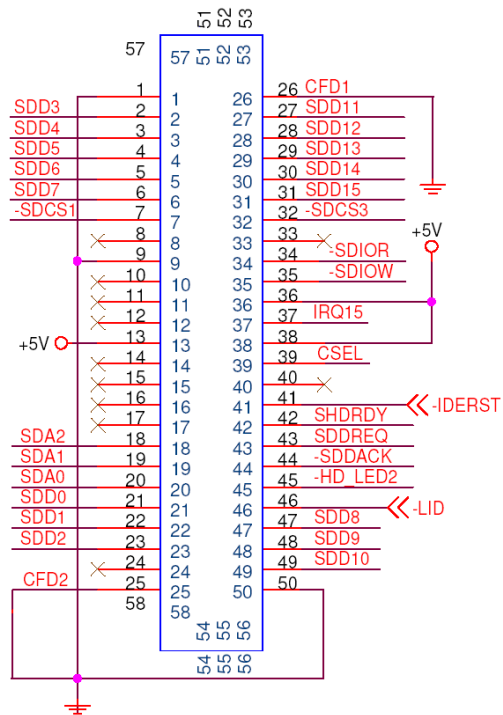 51 52 53
57
57 51 52 53
1 1 26 26 CFD1
SDD3 2 2 27 27 SDD11
SDD4 3 3 28 28 SDD12
SDD5 4 4 29 29 SDD13
SDD6 5 5 30 30 SDD14
SDD7 6 6 31 31 SDD15
-SDCS1 7 7 32 32 -SDCS3
8 8 33 33 +5V
9 9 34 34 -SDIOR
10 10 35 35 -SDIOW
11 11 36 36
12 12 37 37 IRQ15
+5V 13 13 38 38
14 14 39 39 CSEL
15 15 40 40
16 16 41 41 -IDERST
17 17 42 42 SHDRDY
SDA2 18 18 43 43 SDDREQ
SDA1 19 19 44 44 -SDDACK
SDA0 20 20 45 45 -HD_LED2
SDD0 21 21 46 46 -LID
SDD1 22 22 47 47 SDD8
SDD2 23 23 48 48 SDD9
24 24 49 49 SDD10
CFD2 25 25 50 50
58 58
54 55 56
54 55 56